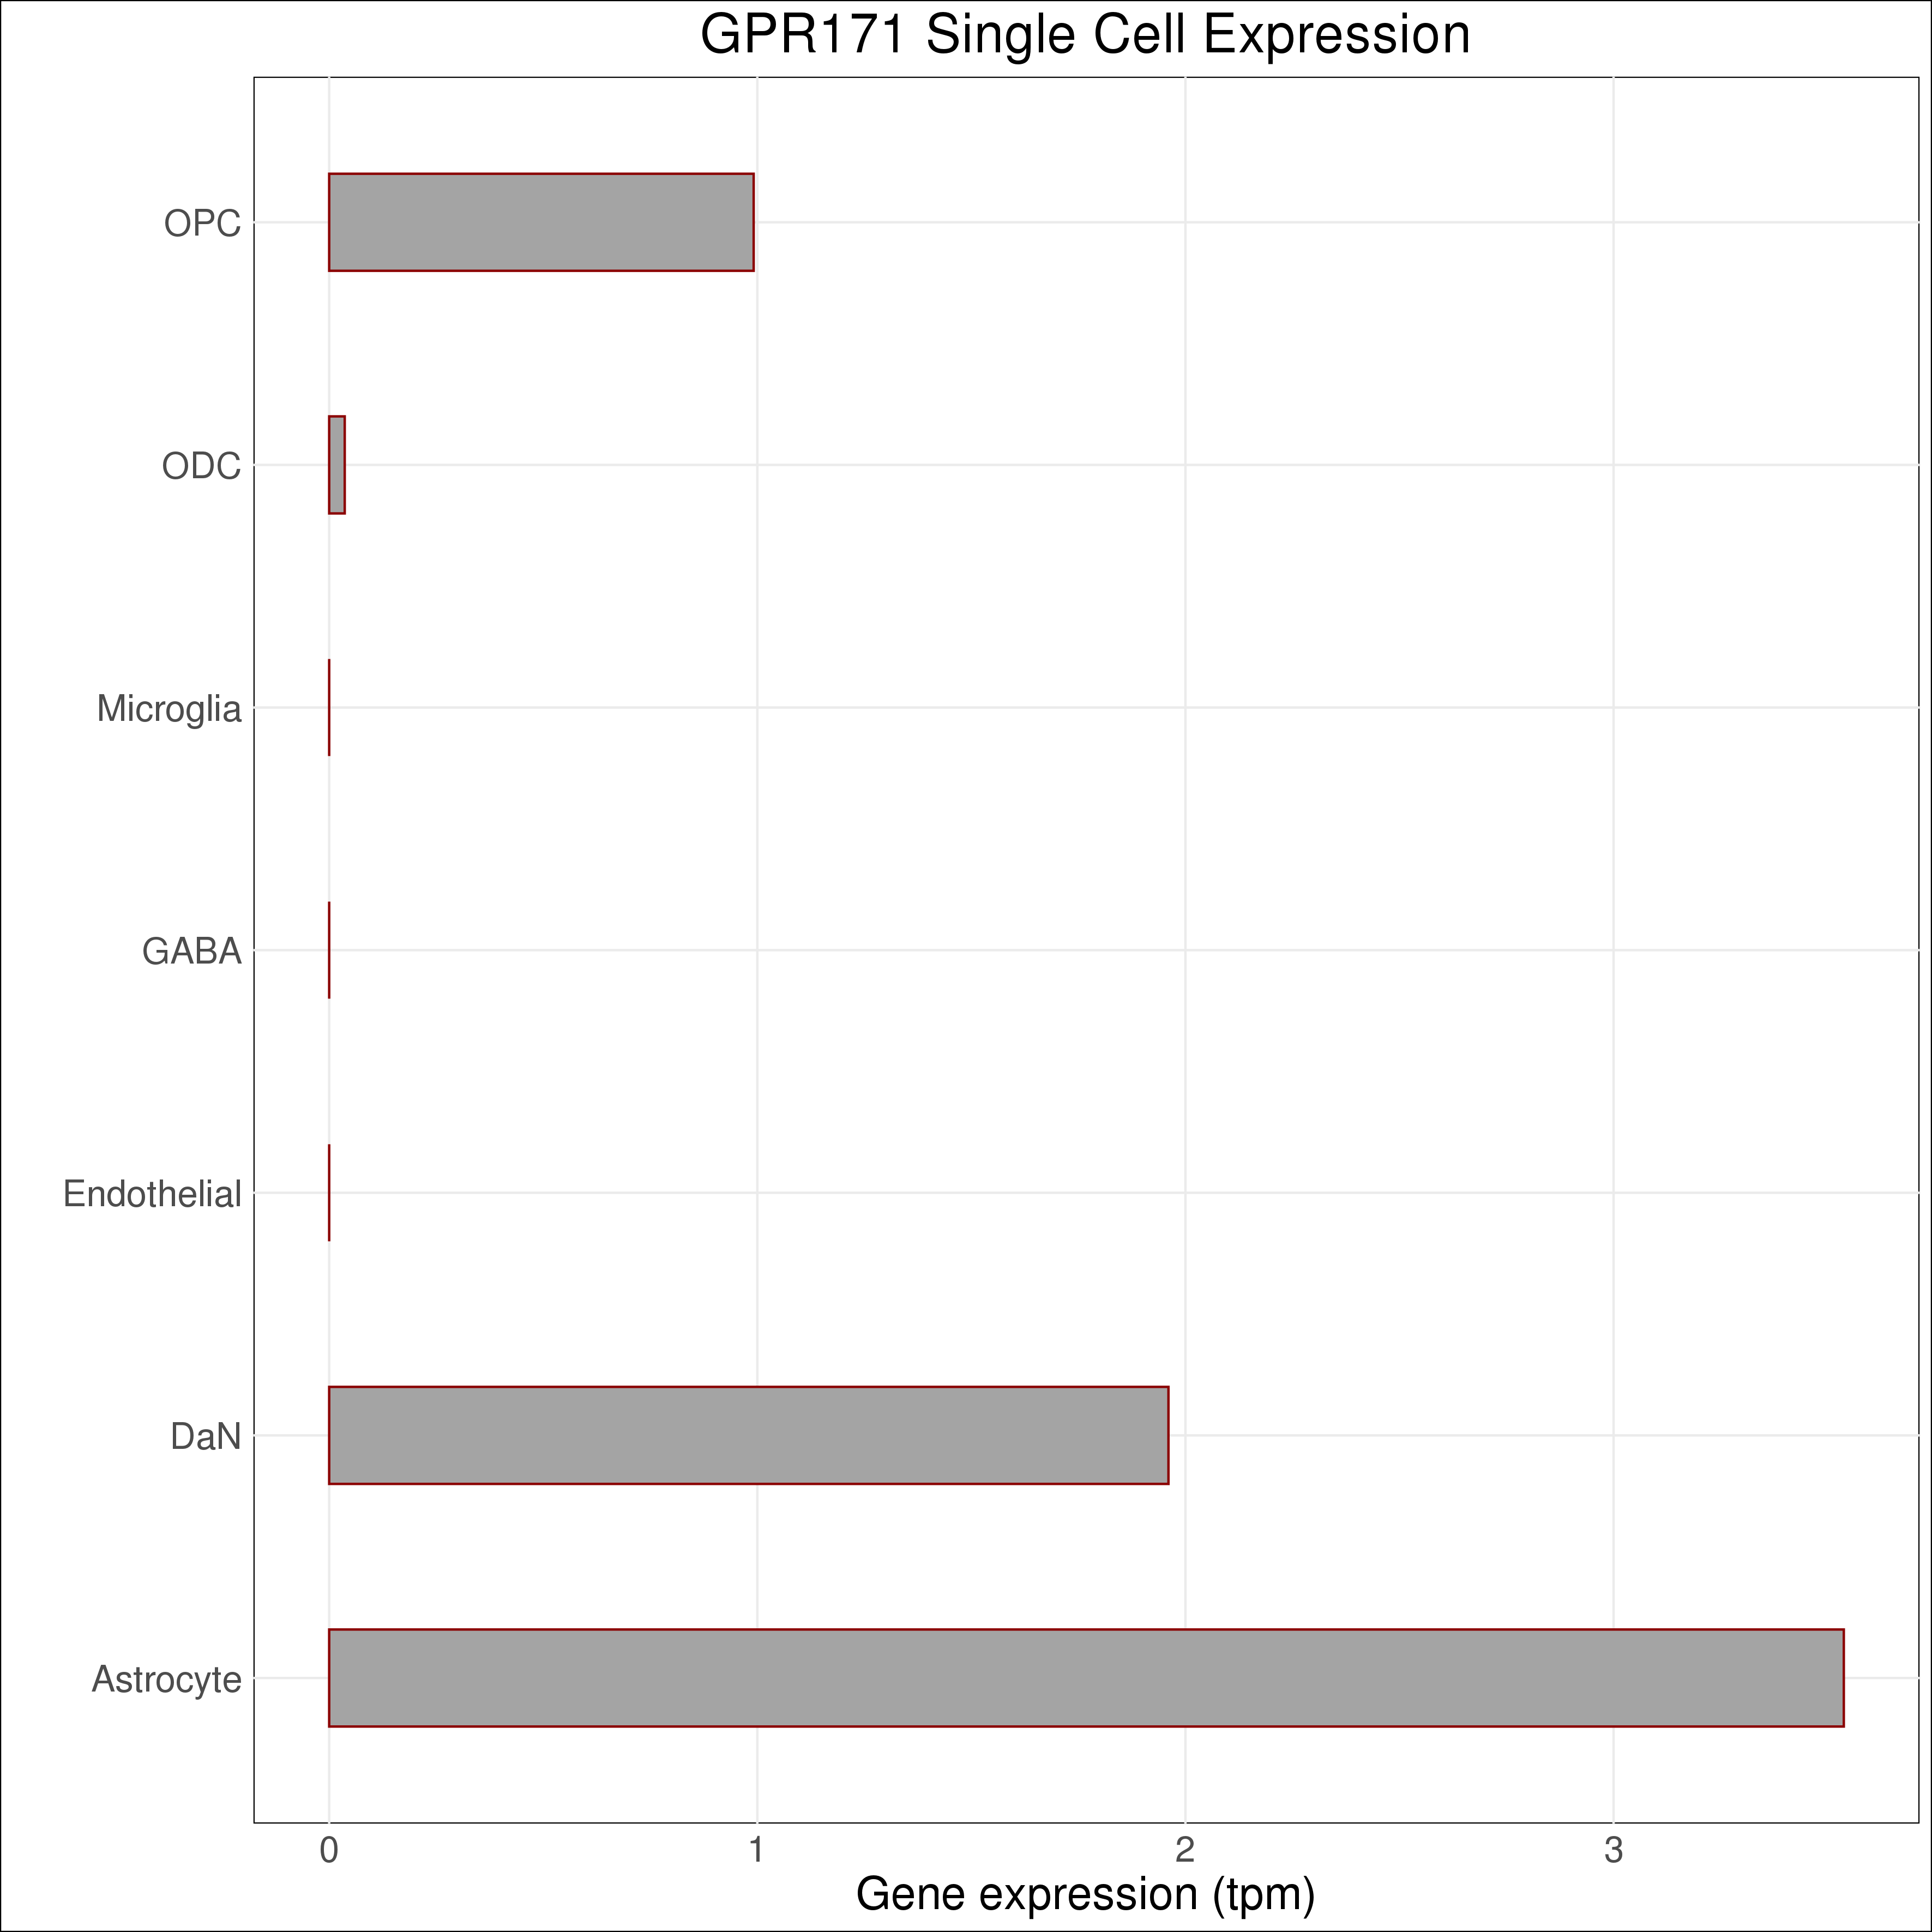 GPR171 Single Cell Expression
OPC
ODC
Microglia
GABA
Endothelial
DaN
Astrocyte
0 1 2 3
Gene expression (tpm)